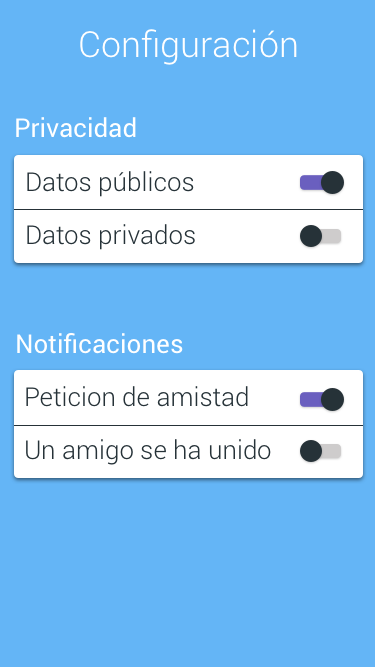 Configuración
Privacidad
Datos públicos
Datos privados
Notificaciones
Peticion de amistad
Un amigo se ha unido